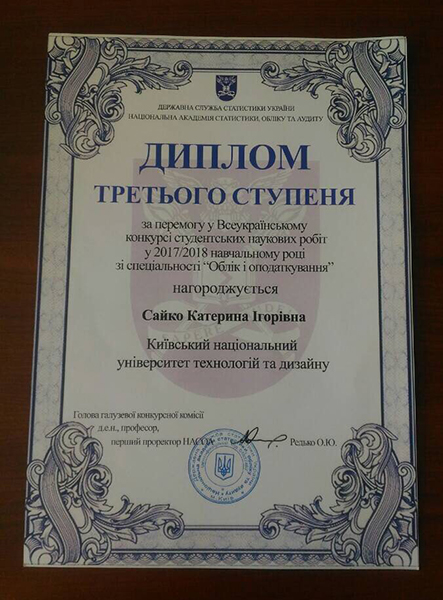 ДЕРЖАВНА СЛУЖБА СТАТИСТИКИ УКРАЇНИ
НАЦІОНАЛЬНА АКАДЕМІЯ СТАТИСТИКИ, ОБЛІКУ ТА АУДИТУ
ДИПЛОМ
ТРЕТЬОГО СТУПЕНЯ
за перемогу у Всеукраїнському
конкурсі студентських наукових робіт
у 2017/2018 навчальному році
зі спеціальності “Облік і оподаткування”
нагороджується
Сайко Катерина Ігорівна
Київський національний
університет технологій та дизайну
Голова галузевої конкурсної комісії
д.е.н., професор,
перший проректор НАСОА Редько О.Ю.